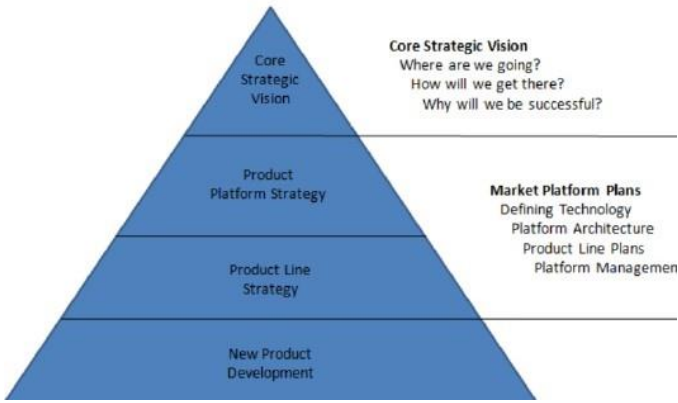 Core
Strategic
Vision
Core Strategic Vision
Where are we going?
How will we get there?
Why will we be successful?
Product
Platform Strategy
Market Platform Plans
Defining Technology
Platform Architecture
Product Line Plans
Platform Managemen
Product Line
Strategy
New Product
Development